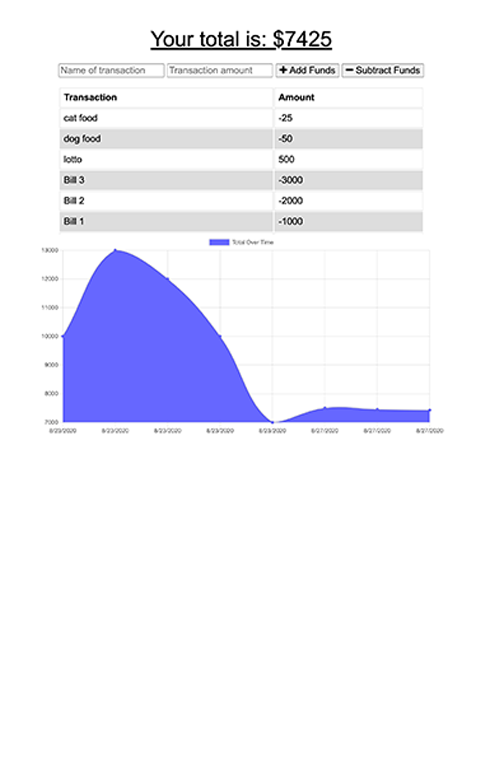 Your total is: $7425
Name of transaction Transaction amount + Add Funds − Subtract Funds
Transaction Amount
cat food -25
dog food -50
lotto 500
Bill 3 -3000
Bill 2 -2000
Bill 1 -1000
Total Over Time
13000
12000
11000
10000
9000
8000
7000
8/23/2020 8/23/2020 8/23/2020 8/23/2020 8/23/2020 8/27/2020 8/27/2020 8/27/2020